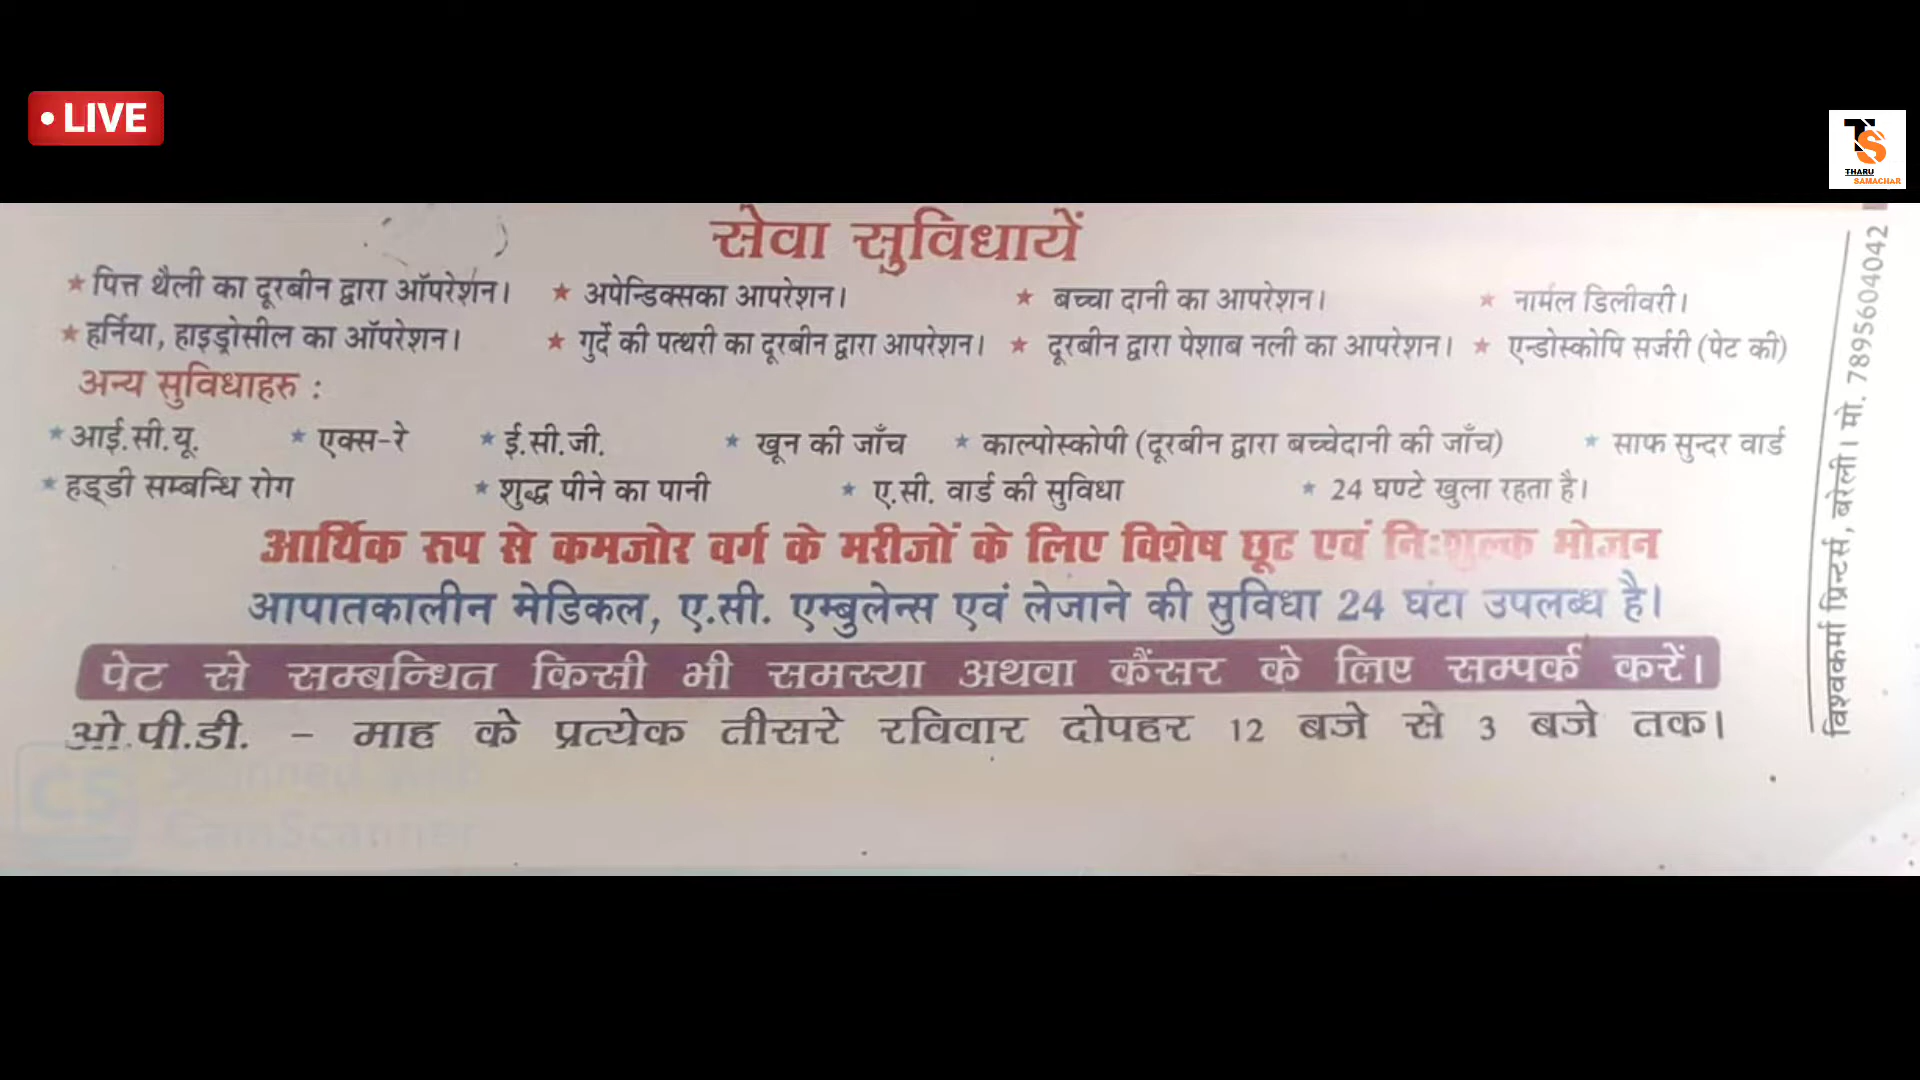 LIVE
THARU
SAMACHAR
सेवा सुविधायें
पित्त थैली का दूरबीन द्वारा ऑपरेशन। अपेन्डिक्सका आपरेशन। बच्चा दानी का आपरेशन। नार्मल डिलीवरी।
हर्निया, हाइड्रोसील का ऑपरेशन। गुर्दे की पत्थरी का दूरबीन द्वारा आपरेशन। दूरबीन द्वारा पेशाब नली का आपरेशन। एन्डोस्कोपि सर्जरी (पेट की)
अन्य सुविधाहरु :
आई.सी.यू. एक्स-रे ई.सी.जी. खून की जाँच काल्पोस्कोपी (दूरबीन द्वारा बच्चेदानी की जाँच) साफ सुन्दर वार्ड
हड्डी सम्बन्धि रोग शुद्ध पीने का पानी ए.सी. वार्ड की सुविधा 24 घण्टे खुला रहता है।
आर्थिक रुप से कमजोर वर्ग के मरीजों के लिए विशेष छूट एवं निःशुल्क भोजन
आपातकालीन मेडिकल, ए.सी. एम्बुलेन्स एवं लेजाने की सुविधा 24 घंटा उपलब्ध है।
पेट से सम्बन्धित किसी भी समस्या अथवा कैंसर के लिए सम्पर्क करें।
ओ.पी.डी. - माह के प्रत्येक तीसरे रविवार दोपहर 12 बजे से 3 बजे तक।
CS Scanned with
CamScanner
विश्वकर्मा प्रिन्टर्स, बरेली। मो. 7895604042